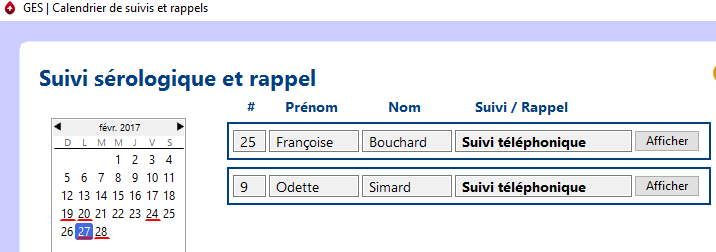 GES | Calendrier de suivis et rappels
Suivi sérologique et rappel
# Prénom Nom Suivi / Rappel
25 Françoise Bouchard Suivi téléphonique Afficher
9 Odette Simard Suivi téléphonique Afficher
févr. 2017
D L M M J V S
1 2 3 4
5 6 7 8 9 10 11
12 13 14 15 16 17 18
19 20 21 22 23 24 25
26 27 28